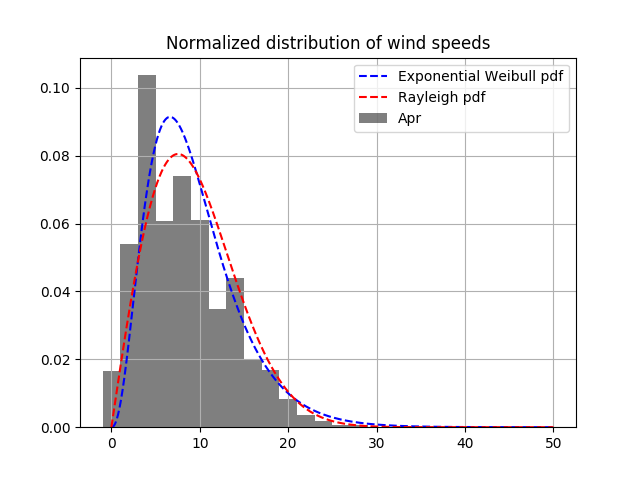 Normalized distribution of wind speeds
Exponential Weibull pdf
Rayleigh pdf
Apr
0.10
0.08
0.06
0.04
0.02
0.00
0 10 20 30 40 50